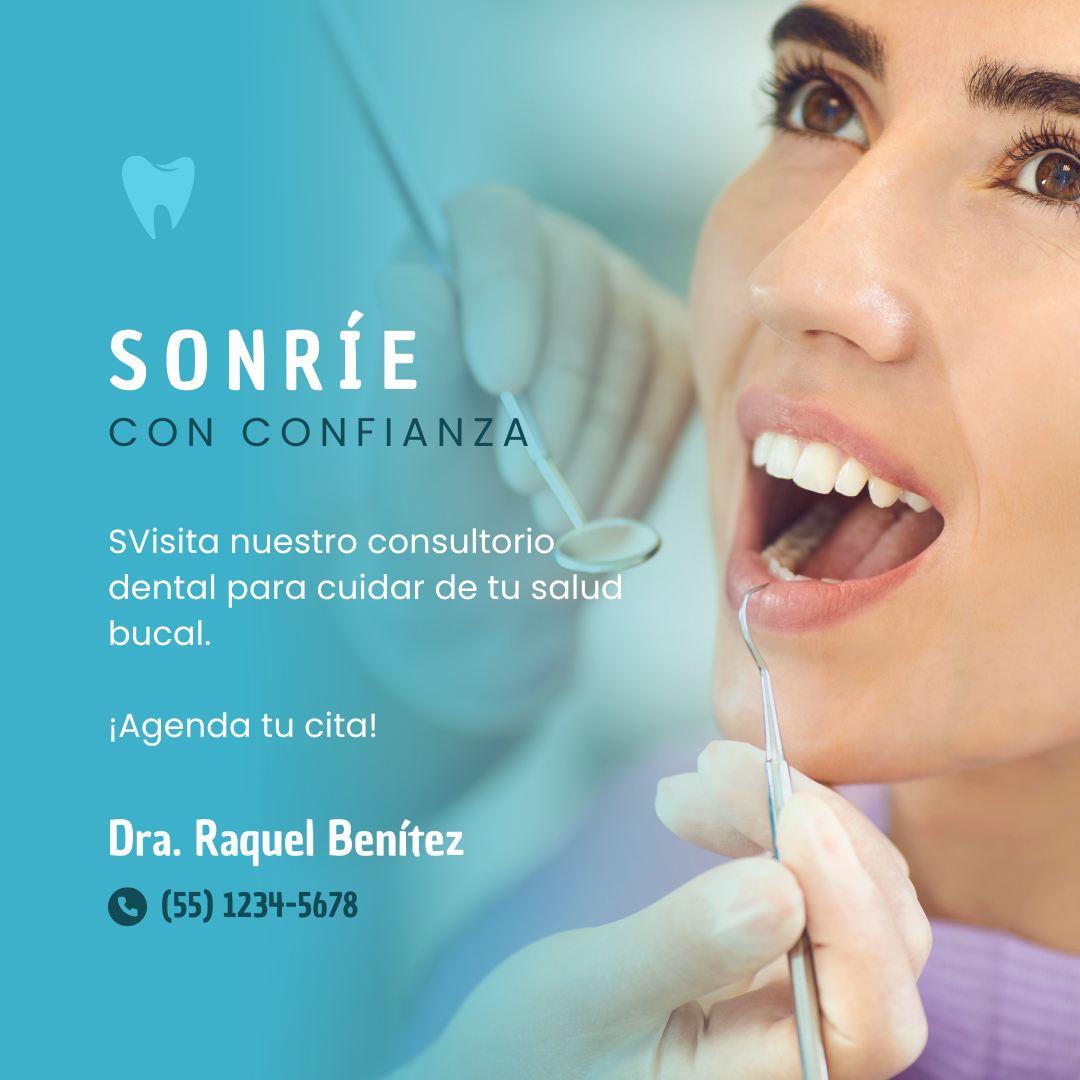 SONRÍE
CON CONFIANZA
SVisita nuestro consultorio
dental para cuidar de tu salud
bucal.
¡Agenda tu cita!
Dra. Raquel Benítez
(55) 1234-5678